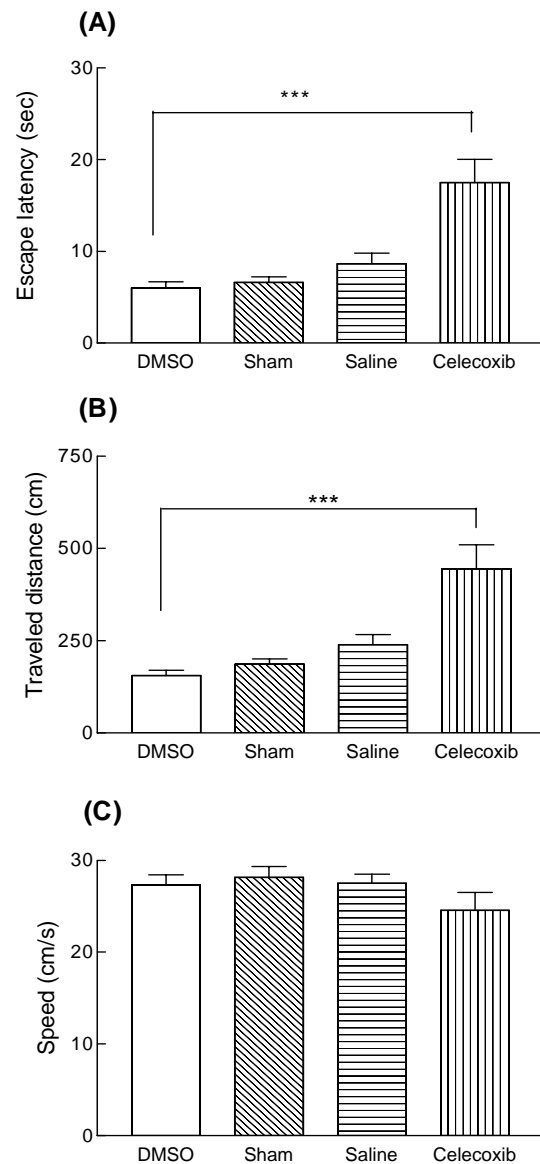 (A)
30
20
10
0
Escape latency (sec)
***
DMSO Sham Saline Celecoxib
(B)
750
500
250
0
Traveled distance (cm)
***
DMSO Sham Saline Celecoxib
(C)
30
20
10
0
Speed (cm/s)
DMSO Sham Saline Celecoxib